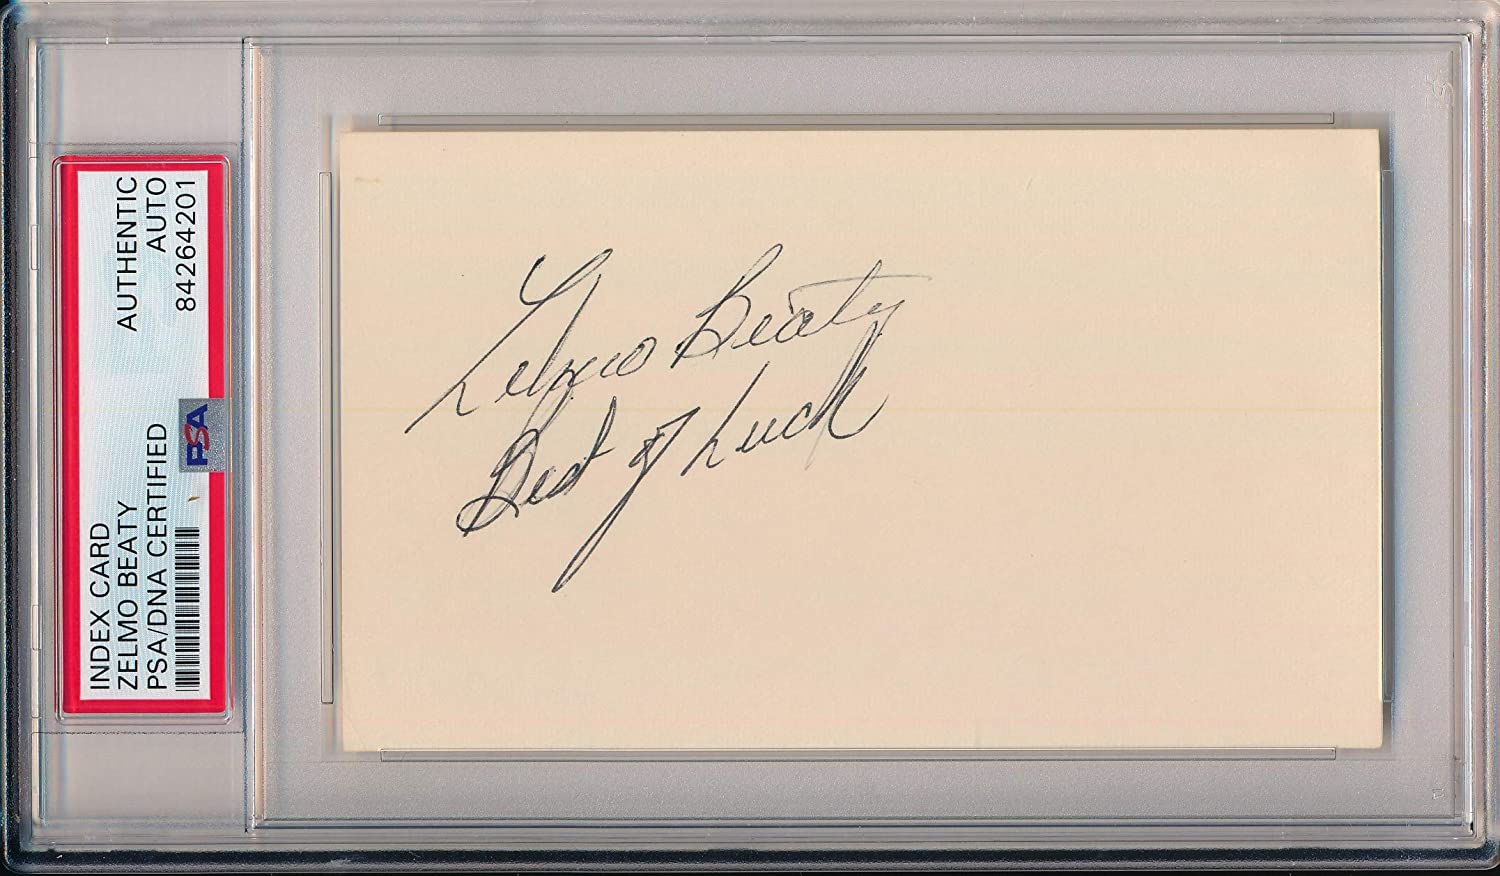 INDEX CARD
ZELMO BEATY
PSA/DNA CERTIFIED
AUTHENTIC
AUTO
84264201
PSA
Zelmo Beaty
Best of Luck